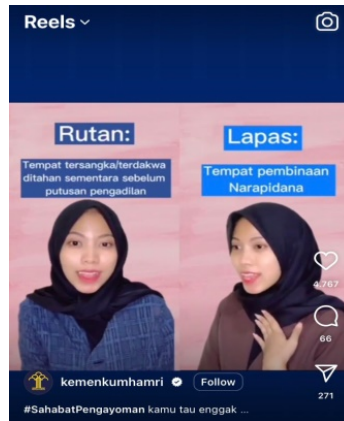 Reels
Rutan:
Tempat tersangka/terdakwa
ditahan sementara sebelum
putusan pengadilan
Lapas:
Tempat pembinaan
Narapidana
4,767
66
271
kemenkumhamri
Follow
#SahabatPengayoman kamu tau enggak ...